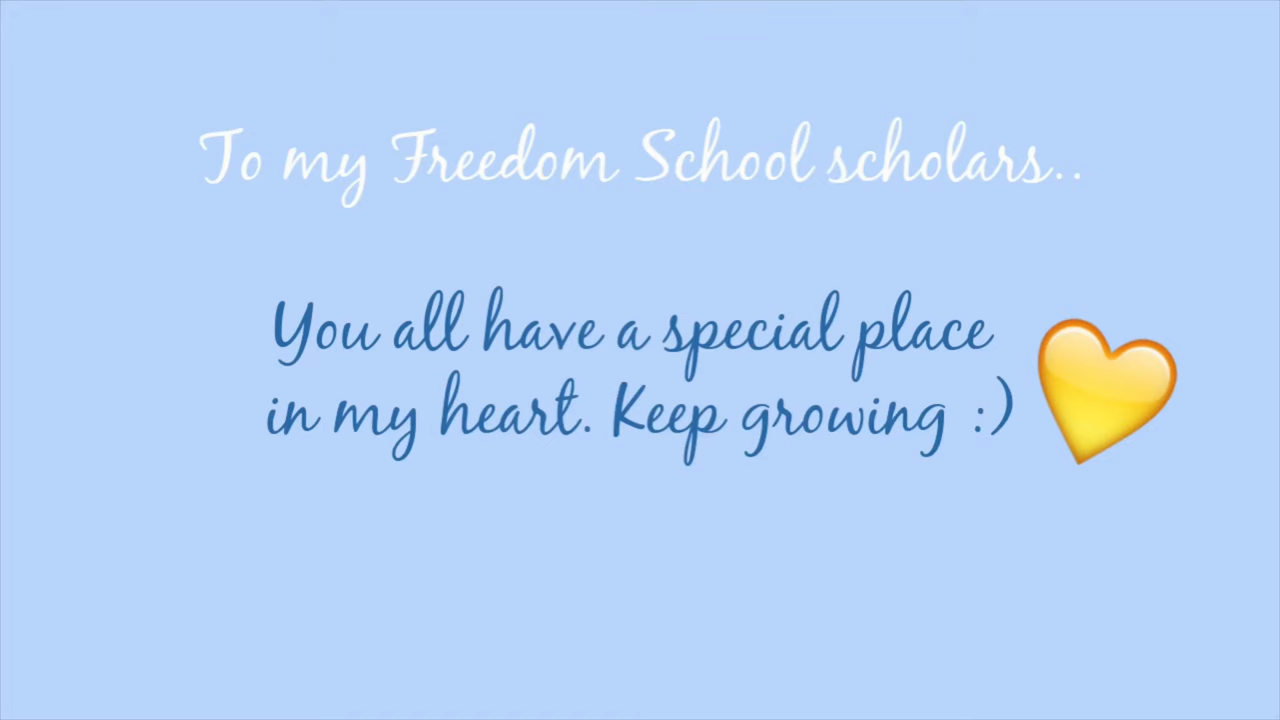 To my Freedom School scholars..
You all have a special place
in my heart. Keep growing :)